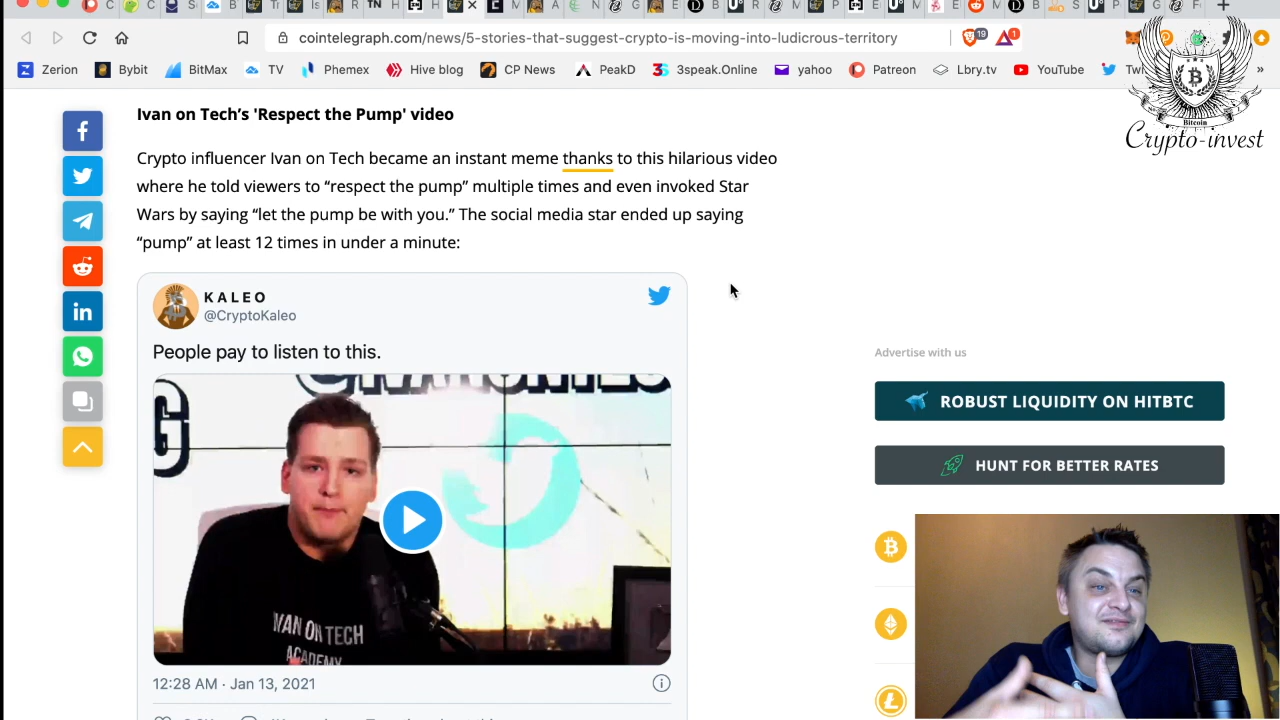 cointelegraph.com/news/5-stories-that-suggest-crypto-is-moving-into-ludicrous-territory
19
1
Zerion
Bybit
BitMax
TV
Phemex
Hive blog
CP News
PeakD
3speak.Online
yahoo
Patreon
Lbry.tv
YouTube
»
Bitcoin
Crypto-invest
Ivan on Tech’s 'Respect the Pump' video
Crypto influencer Ivan on Tech became an instant meme thanks to this hilarious video
where he told viewers to “respect the pump” multiple times and even invoked Star
Wars by saying “let the pump be with you.” The social media star ended up saying
“pump” at least 12 times in under a minute:
KALEO
@CryptoKaleo
People pay to listen to this.
IVAN ON TECH
ACADEMY
12:28 AM · Jan 13, 2021
Advertise with us
ROBUST LIQUIDITY ON HITBTC
HUNT FOR BETTER RATES